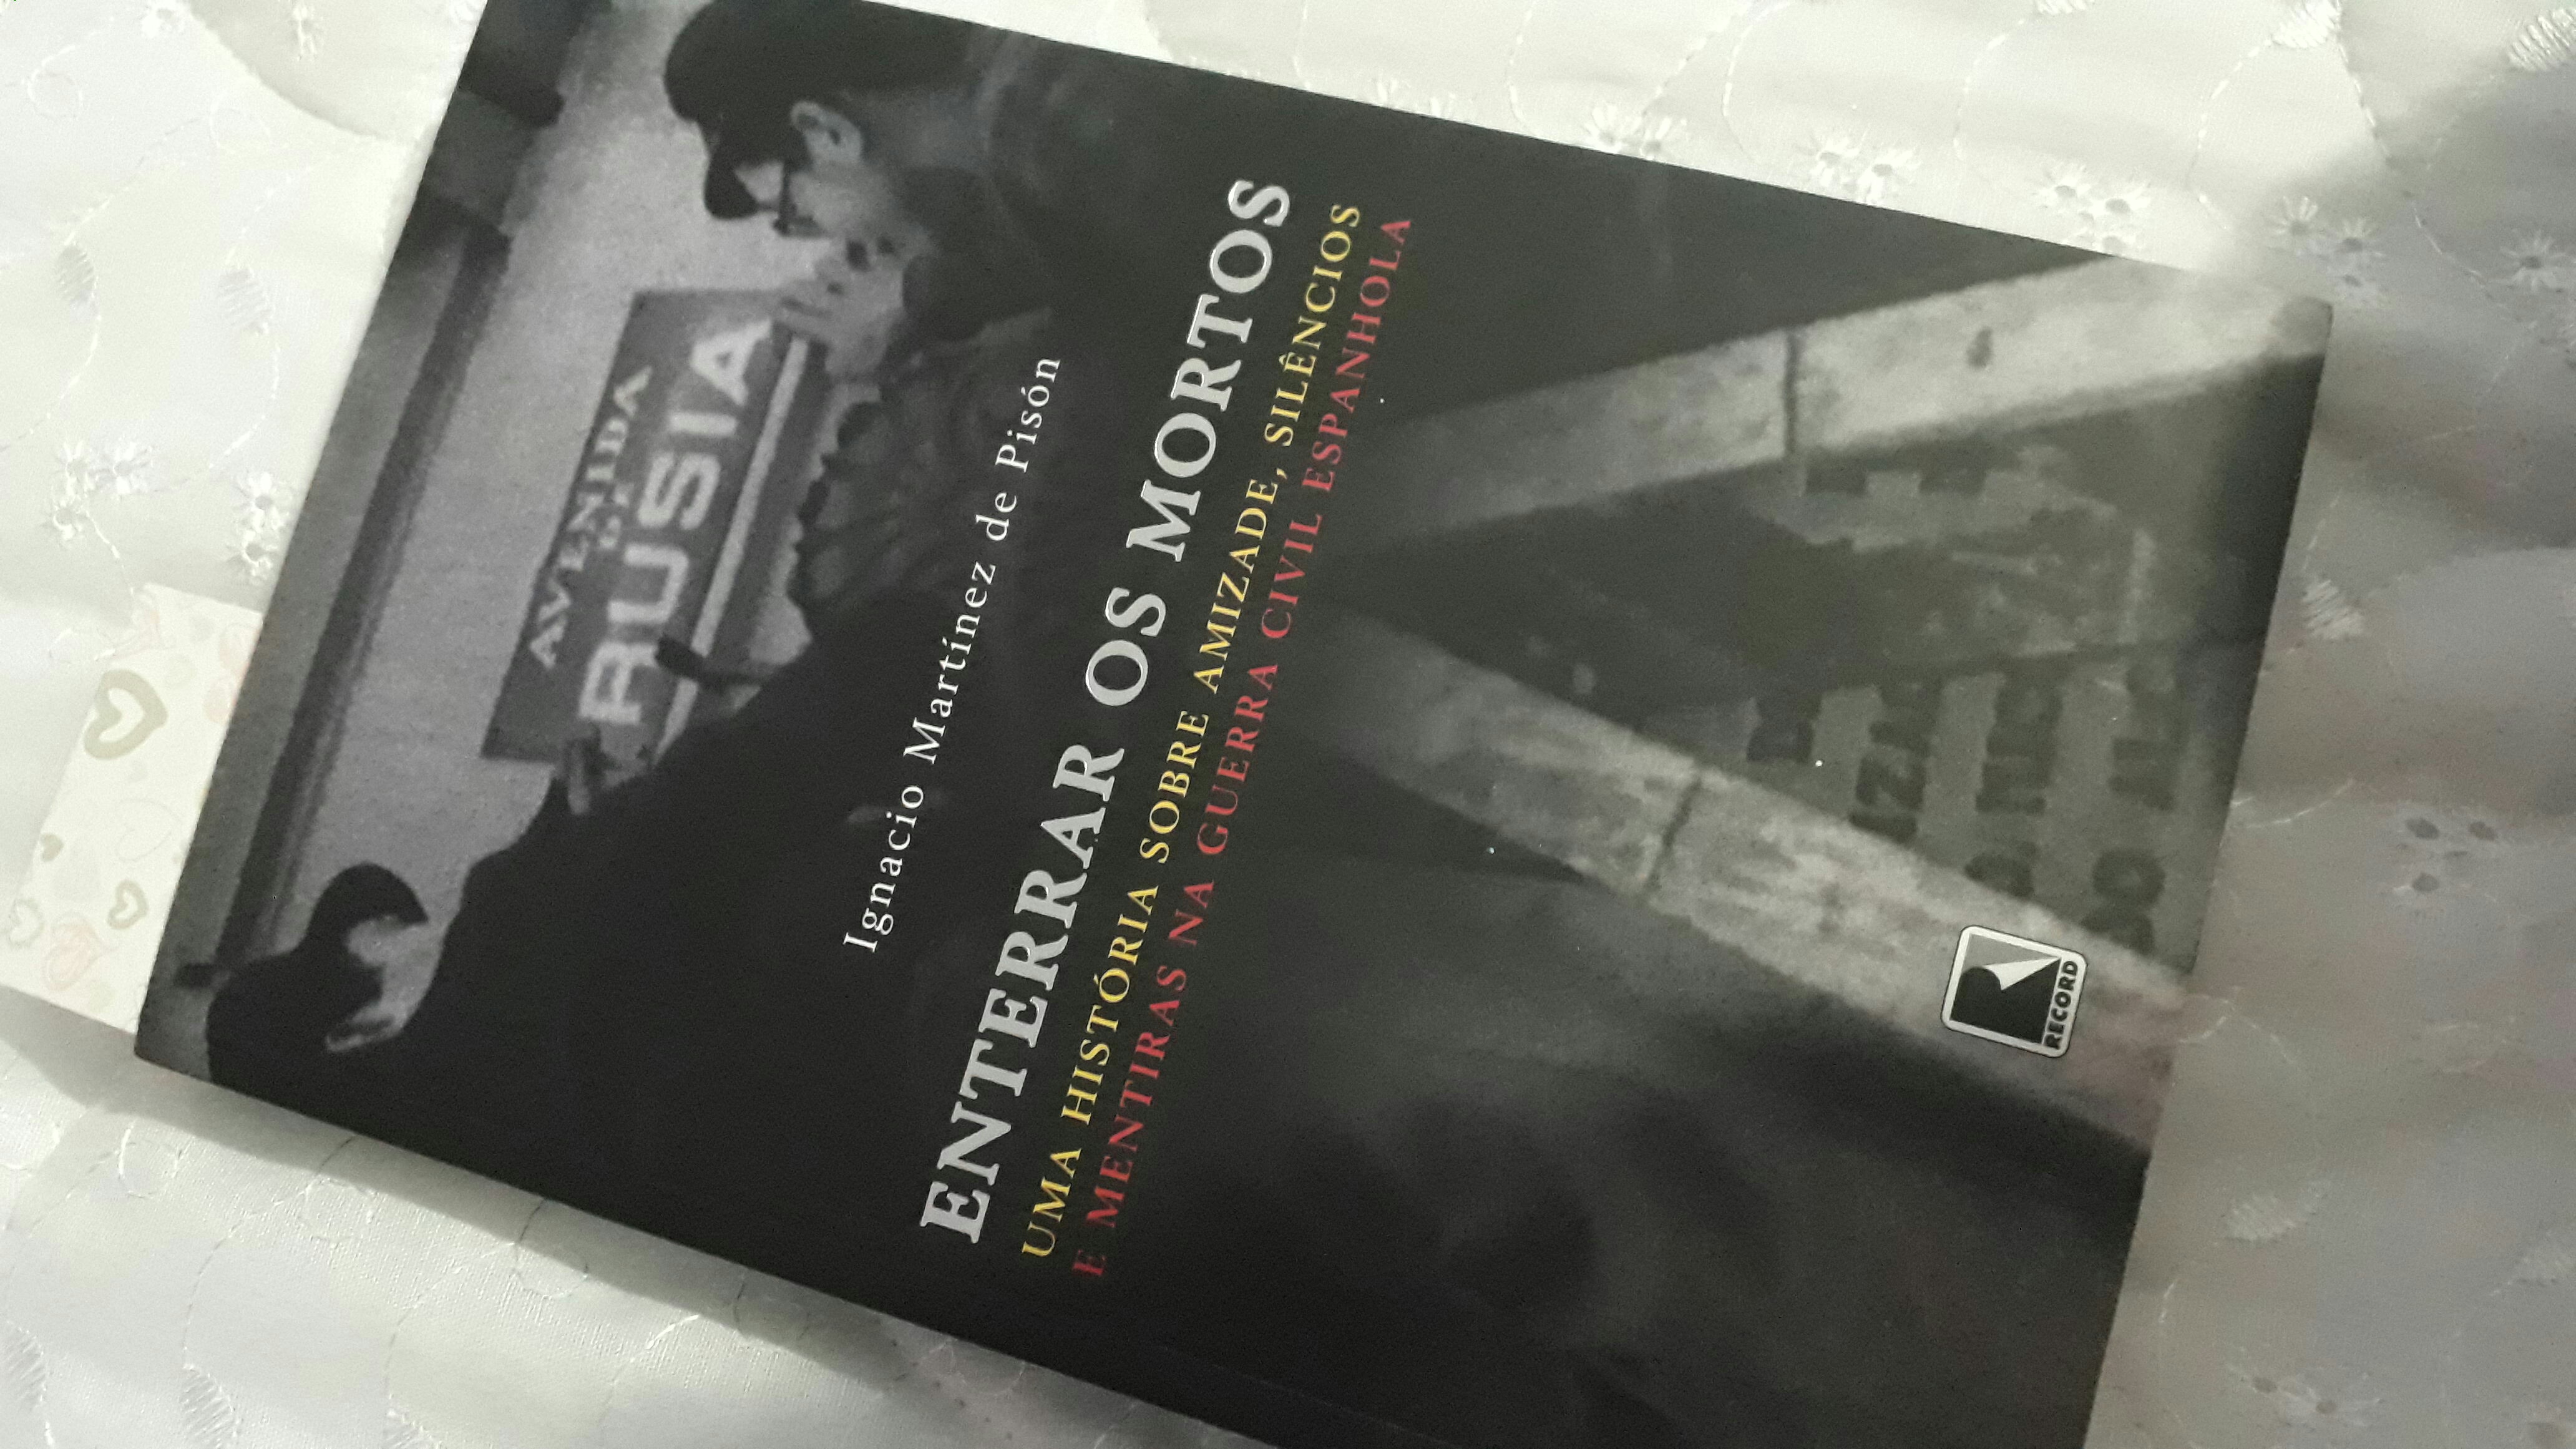 AVENIDA
DE
RUSIA
Ignacio Martínez de Pisón
ENTERRAR OS MORTOS
UMA HISTÓRIA SOBRE AMIZADE, SILÊNCIOS
E MENTIRAS NA GUERRA CIVIL ESPANHOLA
RECORD